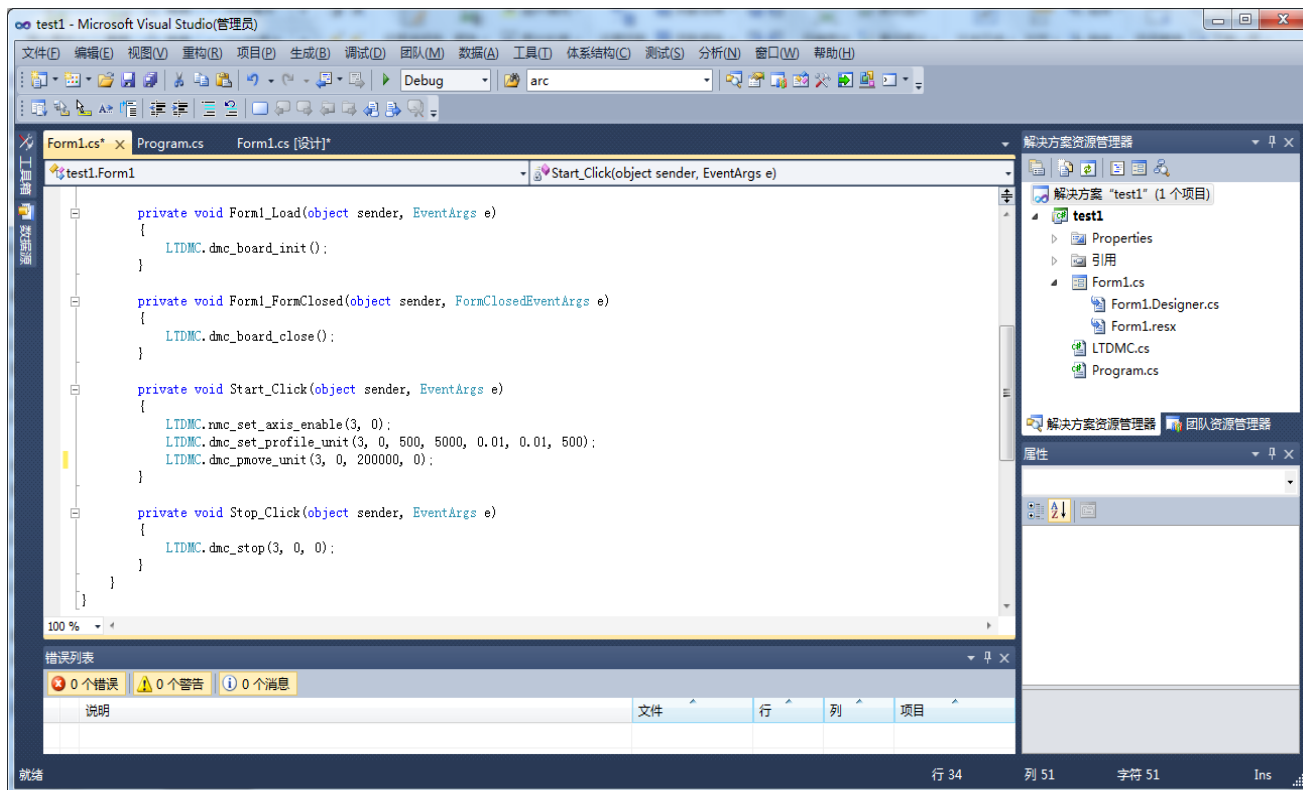 test1 - Microsoft Visual Studio(管理员)
文件(F) 编辑(E) 视图(V) 重构(R) 项目(P) 生成(B) 调试(D) 团队(M) 数据(A) 工具(T) 体系结构(C) 测试(S) 分析(N) 窗口(W) 帮助(H)
Debug arc
工具箱
数据源
Form1.cs* Program.cs Form1.cs [设计]*
test1.Form1 Start_Click(object sender, EventArgs e)
private void Form1_Load(object sender, EventArgs e)
{
LTDMC.dmc_board_init();
}
private void Form1_FormClosed(object sender, FormClosedEventArgs e)
{
LTDMC.dmc_board_close();
}
private void Start_Click(object sender, EventArgs e)
{
LTDMC.nmc_set_axis_enable(3, 0);
LTDMC.dmc_set_profile_unit(3, 0, 500, 5000, 0.01, 0.01, 500);
LTDMC.dmc_pmove_unit(3, 0, 200000, 0);
}
private void Stop_Click(object sender, EventArgs e)
{
LTDMC.dmc_stop(3, 0, 0);
}
}
}
100 %
错误列表
0 个错误 0 个警告 0 个消息
说明 文件 行 列 项目
解决方案资源管理器
解决方案 "test1" (1 个项目)
test1
Properties
引用
Form1.cs
Form1.Designer.cs
Form1.resx
LTDMC.cs
Program.cs
解决方案资源管理器 团队资源管理器
属性
就绪 行 34 列 51 字符 51 Ins